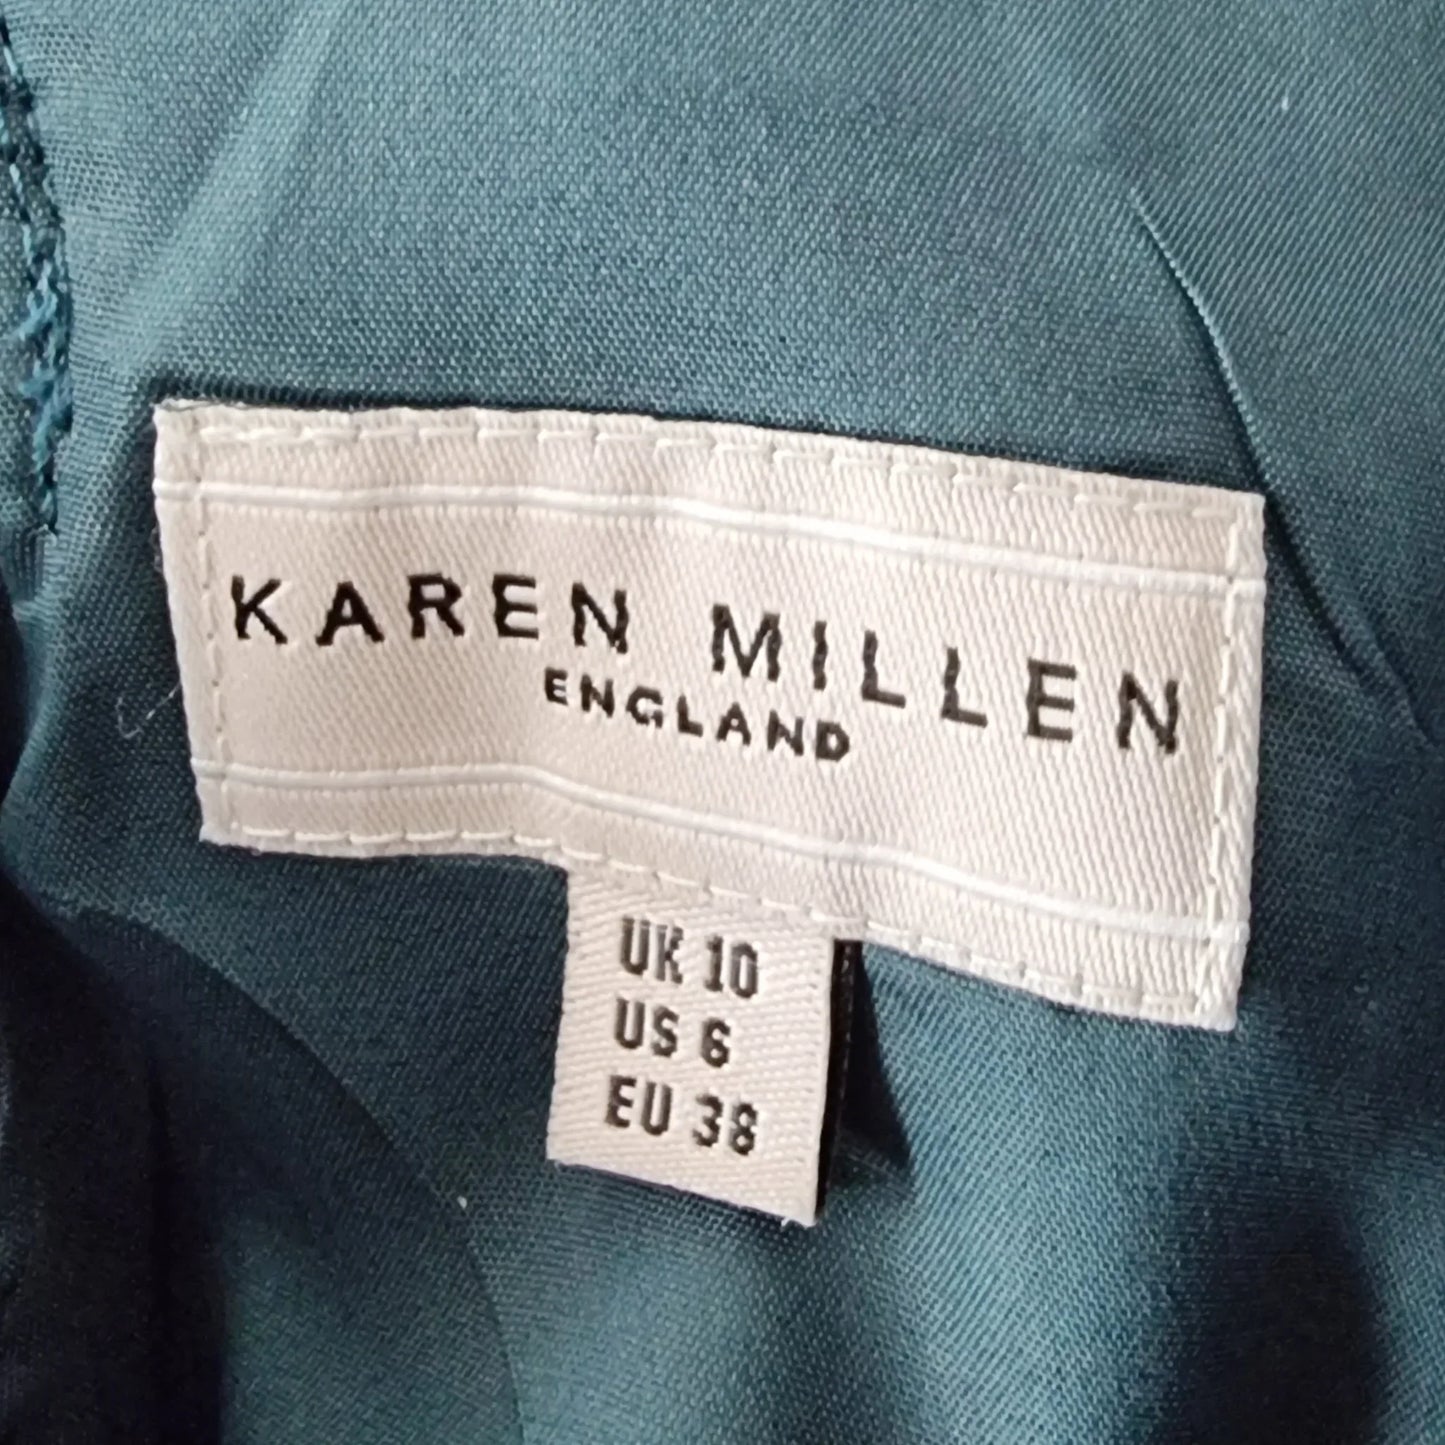 KAREN MILLEN
ENGLAND
UK 10
US 6
EU 38